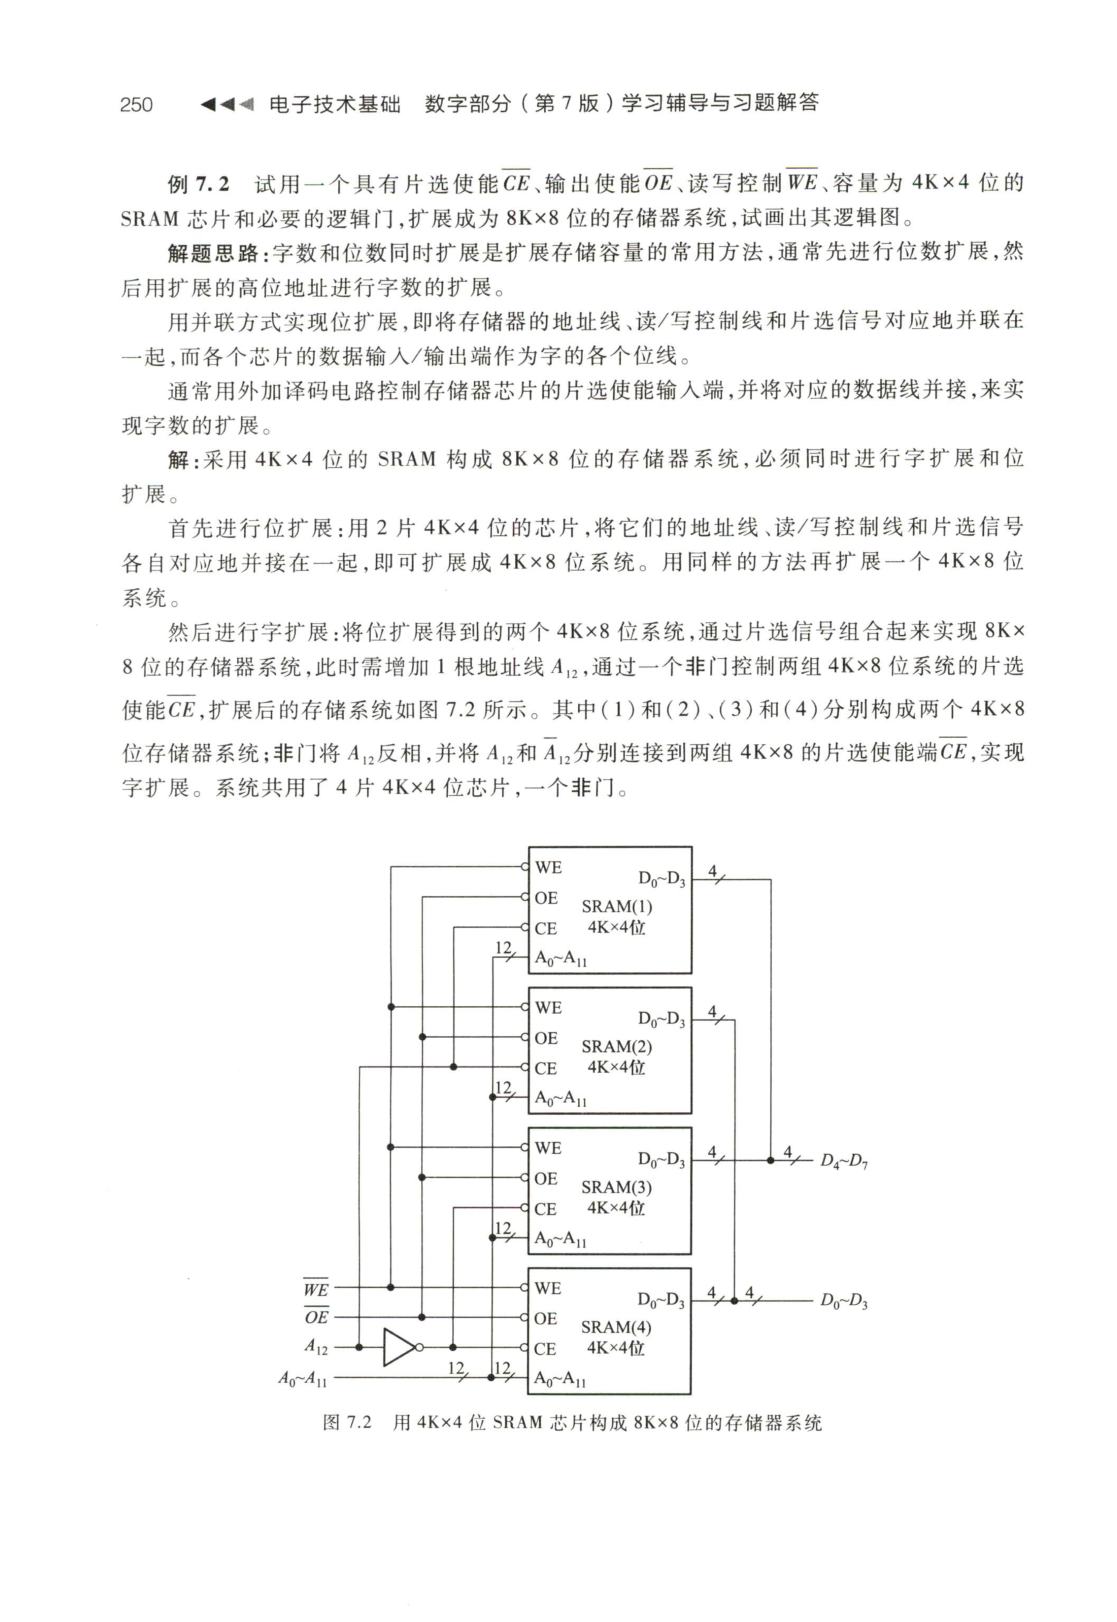 250 ◀◀◀ 电子技术基础 数字部分(第7版)学习辅导与习题解答
例 7.2 试用一个具有片选使能C̅E̅、输出使能O̅E̅、读写控制W̅E̅、容量为 4K×4 位的
SRAM 芯片和必要的逻辑门,扩展成为 8K×8 位的存储器系统,试画出其逻辑图。
解题思路:字数和位数同时扩展是扩展存储容量的常用方法,通常先进行位数扩展,然
后用扩展的高位地址进行字数的扩展。
用并联方式实现位扩展,即将存储器的地址线、读/写控制线和片选信号对应地并联在
一起,而各个芯片的数据输入/输出端作为字的各个位线。
通常用外加译码电路控制存储器芯片的片选使能输入端,并将对应的数据线并接,来实
现字数的扩展。
解:采用 4K×4 位的 SRAM 构成 8K×8 位的存储器系统,必须同时进行字扩展和位
扩展。
首先进行位扩展:用 2 片 4K×4 位的芯片,将它们的地址线、读/写控制线和片选信号
各自对应地并接在一起,即可扩展成 4K×8 位系统。用同样的方法再扩展一个 4K×8 位
系统。
然后进行字扩展:将位扩展得到的两个 4K×8 位系统,通过片选信号组合起来实现 8K×
8 位的存储器系统,此时需增加 1 根地址线 A₁₂,通过一个非门控制两组 4K×8 位系统的片选
使能C̅E̅,扩展后的存储系统如图 7.2 所示。其中(1)和(2)、(3)和(4)分别构成两个 4K×8
位存储器系统;非门将 A₁₂反相,并将 A₁₂和 A̅₁₂分别连接到两组 4K×8 的片选使能端C̅E̅,实现
字扩展。系统共用了 4 片 4K×4 位芯片,一个非门。
WE
D₀~D₃ 4
OE
SRAM(1)
CE 4K×4位
12 A₀~A₁₁
WE
D₀~D₃ 4
OE
SRAM(2)
CE 4K×4位
12 A₀~A₁₁
WE
D₀~D₃ 4 4 D₄~D₇
OE
SRAM(3)
CE 4K×4位
12 A₀~A₁₁
W̅E̅ WE
D₀~D₃ 4 4 D₀~D₃
O̅E̅ OE
SRAM(4)
A₁₂ CE 4K×4位
A₀~A₁₁ 12 12 A₀~A₁₁
图 7.2 用 4K×4 位 SRAM 芯片构成 8K×8 位的存储器系统